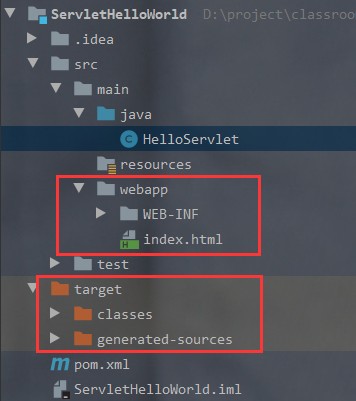 ServletHelloWorld D:\project\classroo
.idea
src
main
java
HelloServlet
resources
webapp
WEB-INF
index.html
test
target
classes
generated-sources
pom.xml
ServletHelloWorld.iml